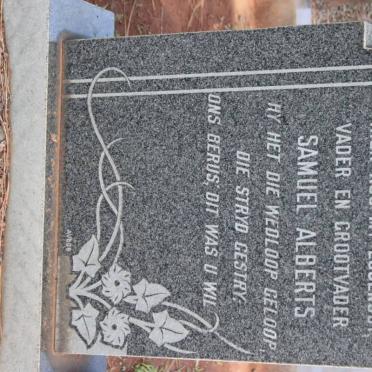 VADER EN GROOTVADER
SAMUEL ALBERTS
HY HET DIE WEDLOOP GELOOP,
DIE STRYD GESTRY.
ONS BERUS, DIT WAS U WIL